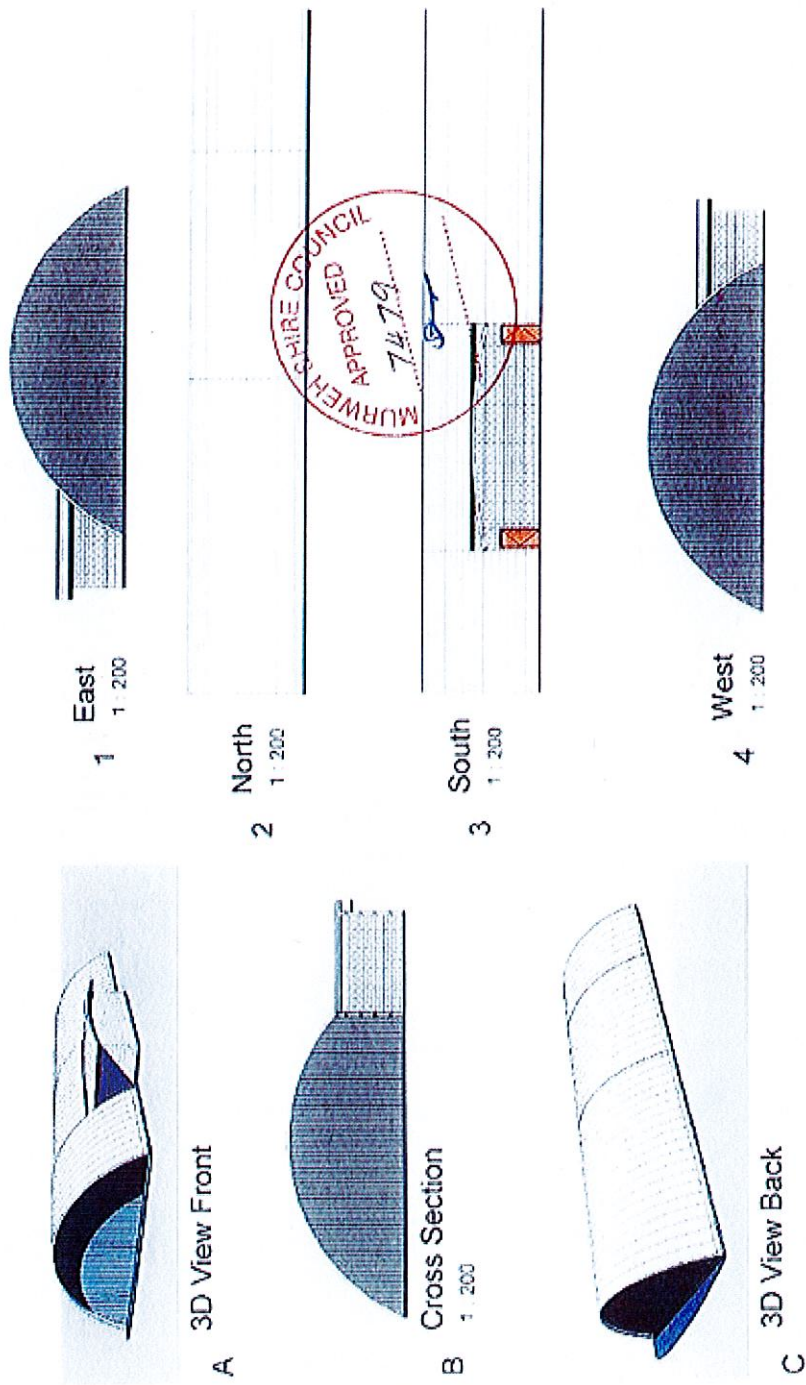 A
3D View Front
B
Cross Section
1 : 200
C
3D View Back
1
East
1 : 200
2
North
1 : 200
3
South
1 : 200
4
West
1 : 200
MURWEH SHIRE COUNCIL
APPROVED
7479